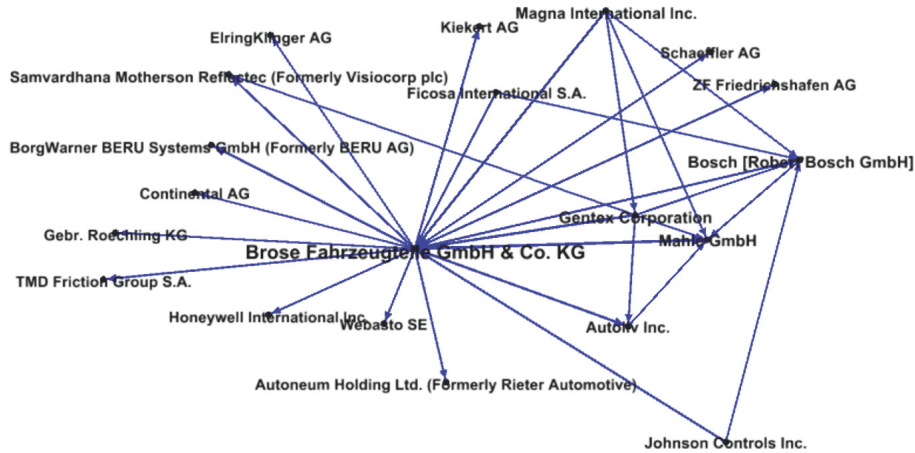 Magna International Inc.
Kiekert AG
ElringKlinger AG
Schaeffler AG
Samvardhana Motherson Reflectec (Formerly Visiocorp plc)
ZF Friedrichshafen AG
Ficosa International S.A.
BorgWarner BERU Systems GmbH (Formerly BERU AG)
Bosch [Robert Bosch GmbH]
Continental AG
Gentex Corporation
Gebr. Roechling KG
Mahle GmbH
Brose Fahrzeugteile GmbH & Co. KG
TMD Friction Group S.A.
Honeywell International Inc.
Webasto SE
Autoliv Inc.
Autoneum Holding Ltd. (Formerly Rieter Automotive)
Johnson Controls Inc.